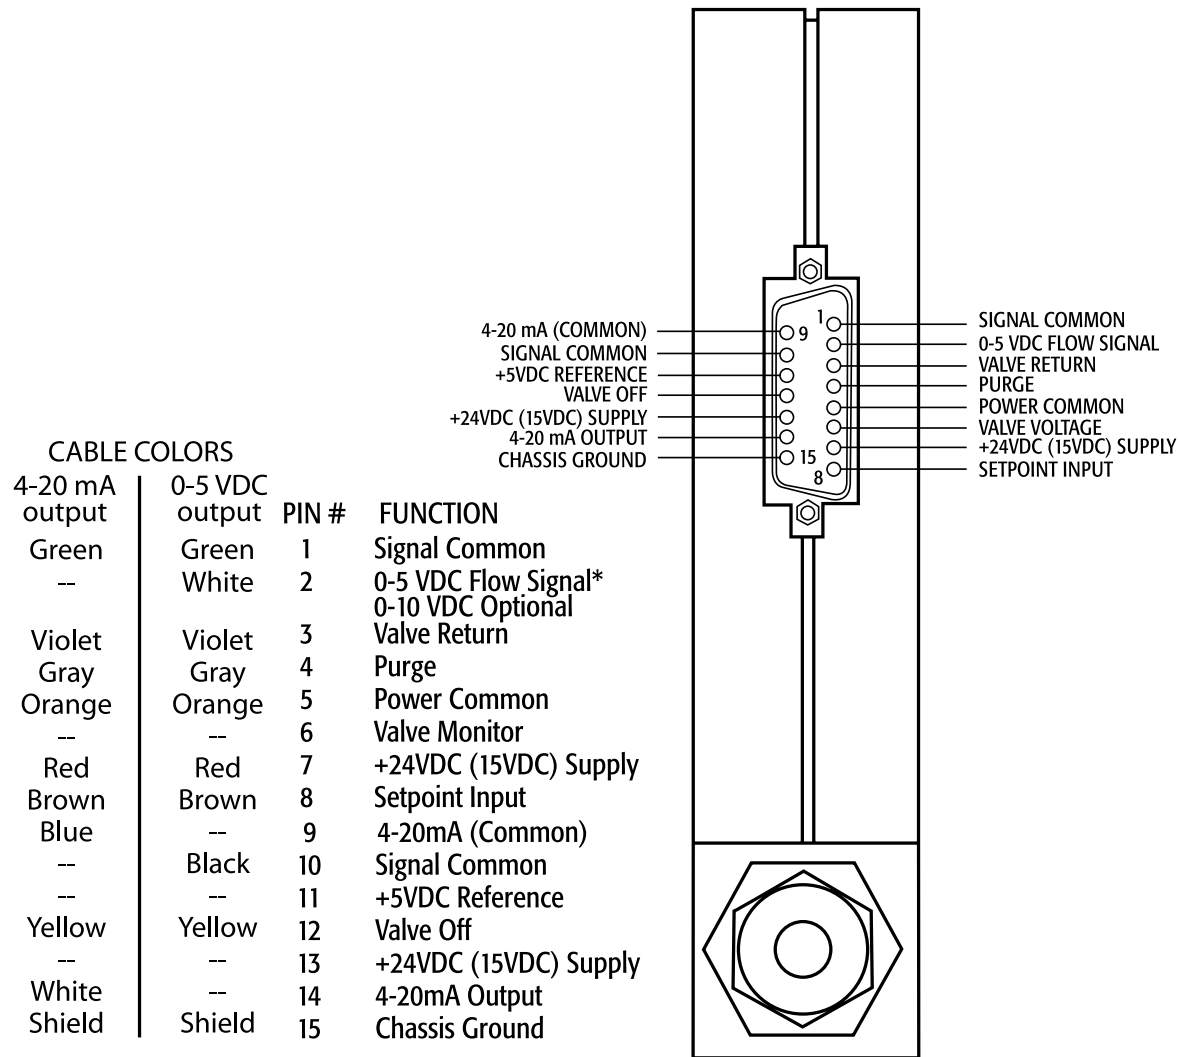 4-20 mA (COMMON)
SIGNAL COMMON
+5VDC REFERENCE
VALVE OFF
+24VDC (15VDC) SUPPLY
4-20 mA OUTPUT
CHASSIS GROUND
9
15
1
8
SIGNAL COMMON
0-5 VDC FLOW SIGNAL
VALVE RETURN
PURGE
POWER COMMON
VALVE VOLTAGE
+24VDC (15VDC) SUPPLY
SETPOINT INPUT
CABLE COLORS
4-20 mA output 0-5 VDC output PIN # FUNCTION
Green Green 1 Signal Common
-- White 2 0-5 VDC Flow Signal*
0-10 VDC Optional
Violet Violet 3 Valve Return
Gray Gray 4 Purge
Orange Orange 5 Power Common
-- -- 6 Valve Monitor
Red Red 7 +24VDC (15VDC) Supply
Brown Brown 8 Setpoint Input
Blue -- 9 4-20mA (Common)
-- Black 10 Signal Common
-- -- 11 +5VDC Reference
Yellow Yellow 12 Valve Off
-- -- 13 +24VDC (15VDC) Supply
White -- 14 4-20mA Output
Shield Shield 15 Chassis Ground